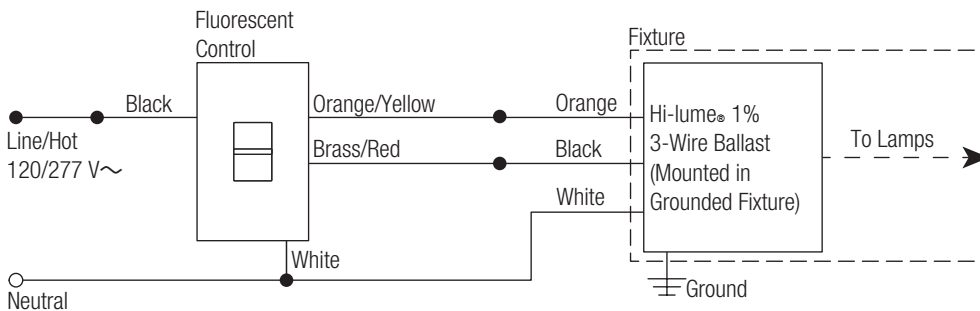 Fluorescent
Control
Fixture
Black
Orange/Yellow
Orange
Line/Hot
120/277 V~
Brass/Red
Black
Hi-lume® 1%
3-Wire Ballast
(Mounted in
Grounded Fixture)
To Lamps
White
White
Neutral
Ground